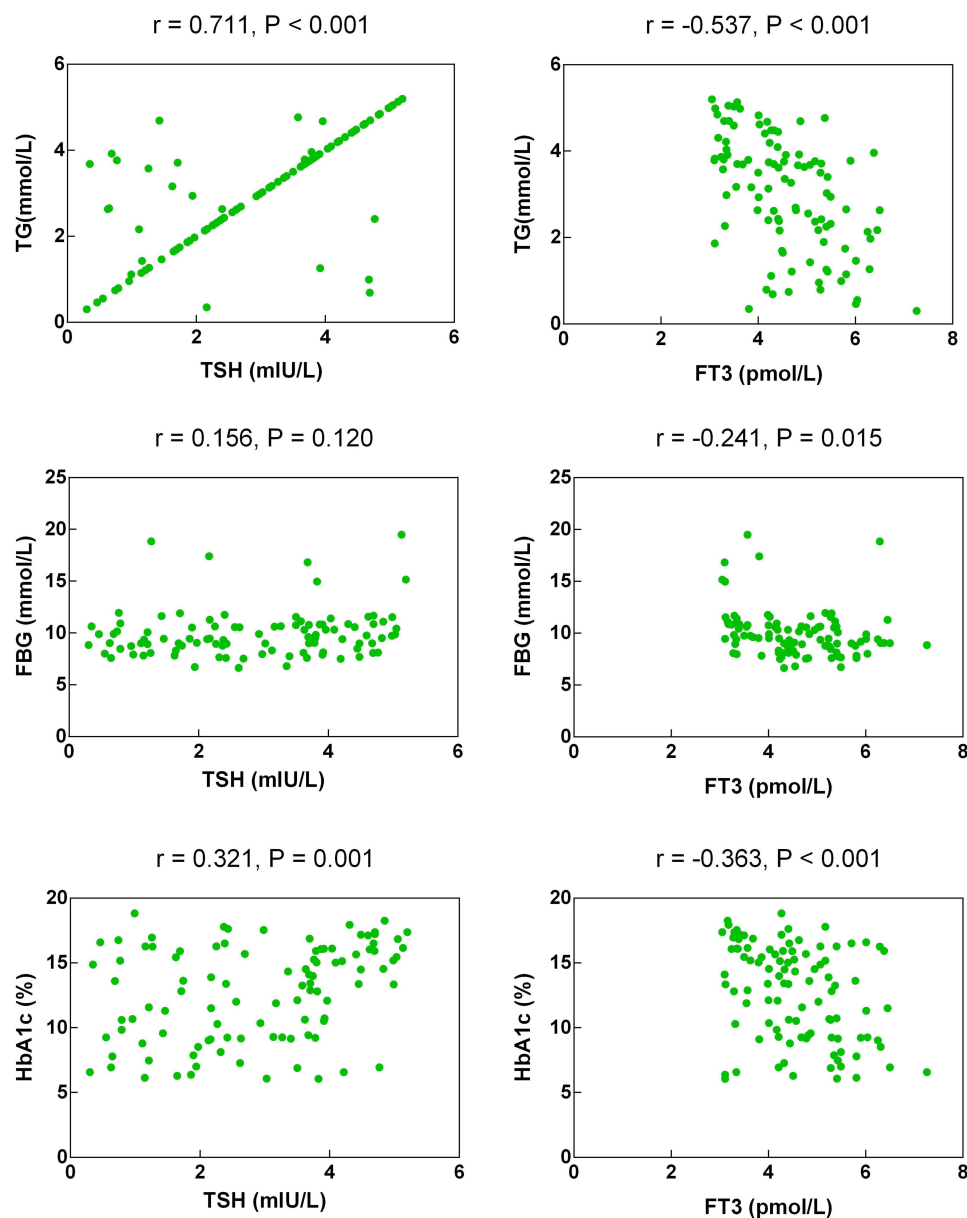 r = 0.711, P < 0.001
6
4
2
0
TG(mmol/L)
0 2 4 6
TSH (mIU/L)
r = -0.537, P < 0.001
6
4
2
0
TG(mmol/L)
0 2 4 6 8
FT3 (pmol/L)
r = 0.156, P = 0.120
25
20
15
10
5
0
FBG (mmol/L)
0 2 4 6
TSH (mIU/L)
r = -0.241, P = 0.015
25
20
15
10
5
0
FBG (mmol/L)
0 2 4 6 8
FT3 (pmol/L)
r = 0.321, P = 0.001
20
15
10
5
0
HbA1c (%)
0 2 4 6
TSH (mIU/L)
r = -0.363, P < 0.001
20
15
10
5
0
HbA1c (%)
0 2 4 6 8
FT3 (pmol/L)